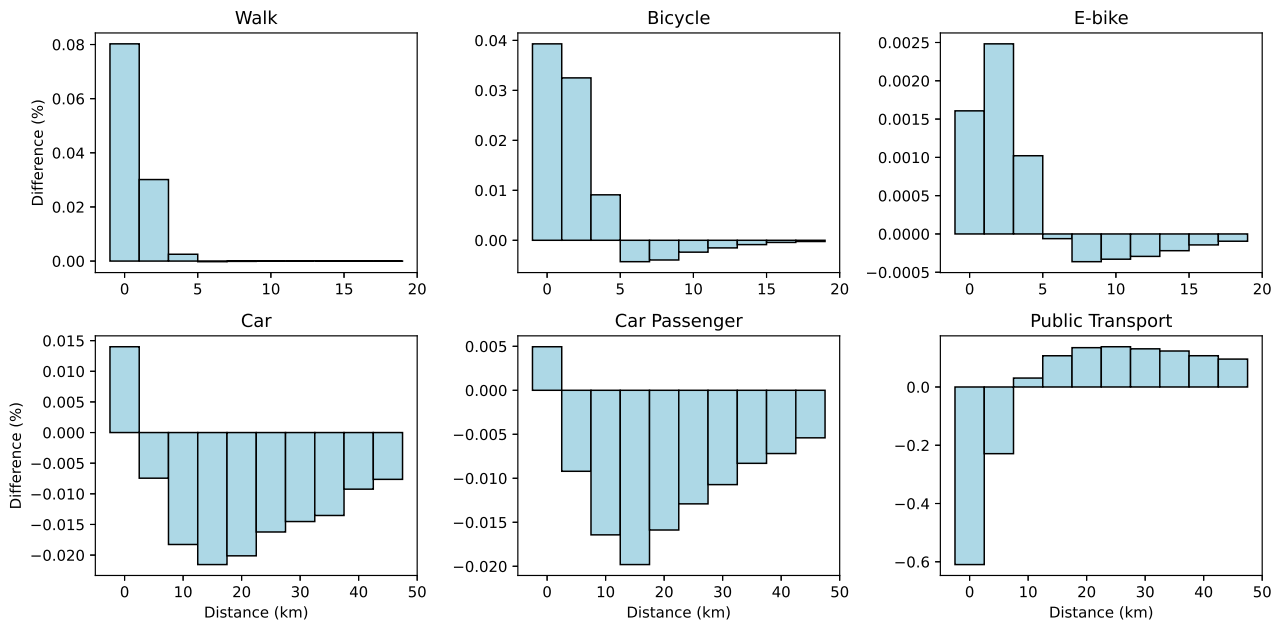 Walk
Difference (%)
0.08
0.06
0.04
0.02
0.00
0 5 10 15 20
Bicycle
0.04
0.03
0.02
0.01
0.00
0 5 10 15 20
E-bike
0.0025
0.0020
0.0015
0.0010
0.0005
0.0000
−0.0005
0 5 10 15 20
Car
Difference (%)
0.015
0.010
0.005
0.000
−0.005
−0.010
−0.015
−0.020
0 10 20 30 40 50
Distance (km)
Car Passenger
0.005
0.000
−0.005
−0.010
−0.015
−0.020
0 10 20 30 40 50
Distance (km)
Public Transport
0.0
−0.2
−0.4
−0.6
0 10 20 30 40 50
Distance (km)